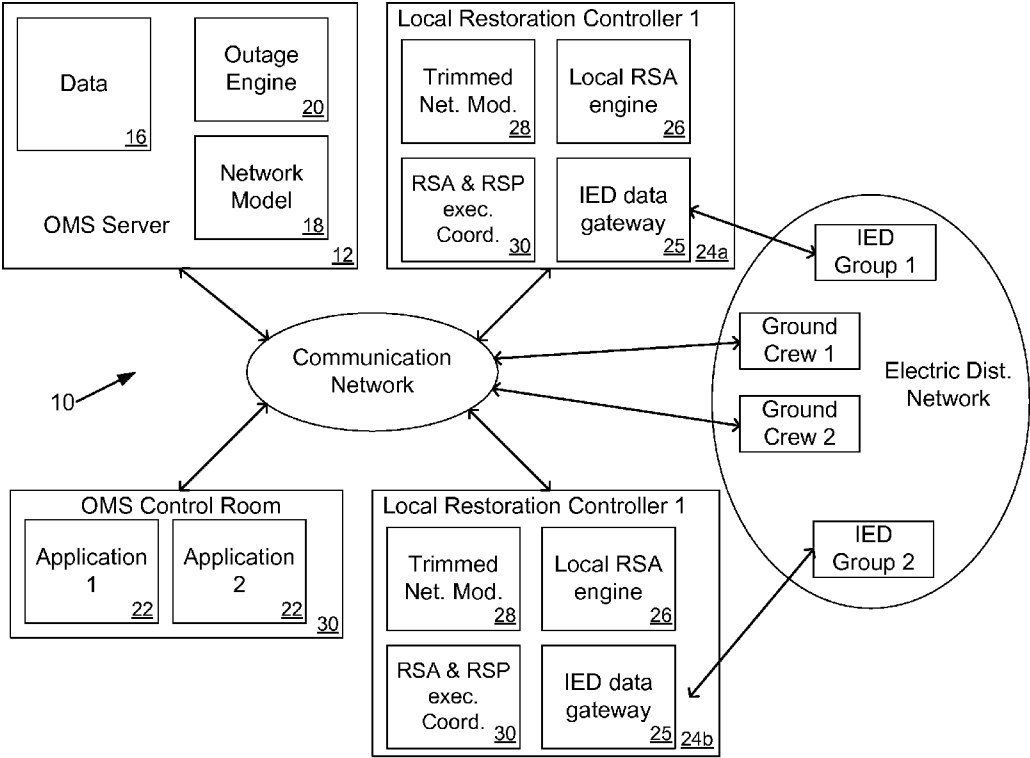 Data
16
Outage
Engine
20
Network
Model
18
OMS Server
12
Local Restoration Controller 1
Trimmed
Net. Mod.
28
Local RSA
engine
26
RSA & RSP
exec.
Coord.
30
IED data
gateway
25
24a
IED
Group 1
Ground
Crew 1
Ground
Crew 2
Electric Dist.
Network
IED
Group 2
Communication
Network
10
OMS Control Room
Application
1
22
Application
2
22
30
Local Restoration Controller 1
Trimmed
Net. Mod.
28
Local RSA
engine
26
RSA & RSP
exec.
Coord.
30
IED data
gateway
25
24b